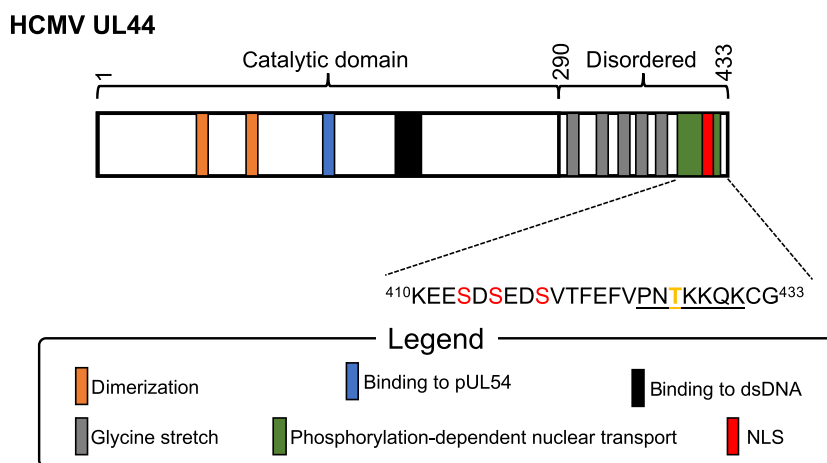 HCMV UL44
Catalytic domain
Disordered
1
290
433
410KEESDSEDSVTFEFVPNTKKQKCG433
Legend
Dimerization
Binding to pUL54
Binding to dsDNA
Glycine stretch
Phosphorylation-dependent nuclear transport
NLS